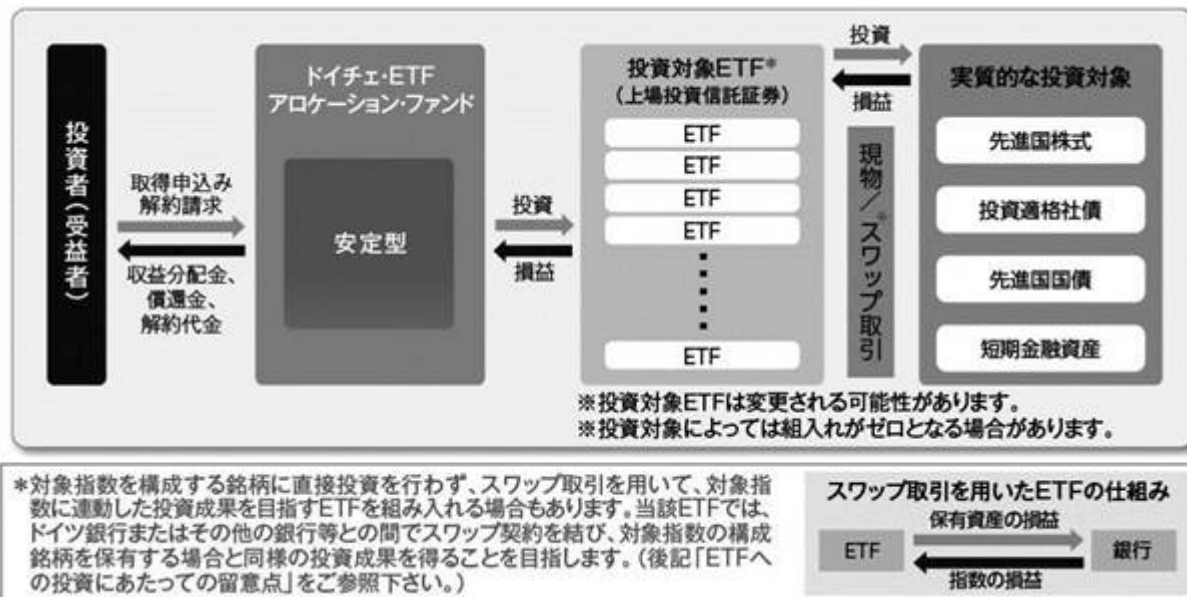 投資者（受益者）
取得申込み
解約請求
収益分配金、
償還金、
解約代金
ドイチェ・ETF
アロケーション・ファンド
安定型
投資
損益
投資対象ETF*
（上場投資信託証券）
ETF
ETF
ETF
ETF
ETF
投資
損益
現物／*スワップ取引
実質的な投資対象
先進国株式
投資適格社債
先進国国債
短期金融資産
※投資対象ETFは変更される可能性があります。
※投資対象によっては組入れがゼロとなる場合があります。
*対象指数を構成する銘柄に直接投資を行わず、スワップ取引を用いて、対象指
数に連動した投資成果を目指すETFを組み入れる場合もあります。当該ETFでは、
ドイツ銀行またはその他の銀行等との間でスワップ契約を結び、対象指数の構成
銘柄を保有する場合と同様の投資成果を得ることを目指します。（後記「ETFへ
の投資にあたっての留意点」をご参照下さい。）
スワップ取引を用いたETFの仕組み
保有資産の損益
ETF
銀行
指数の損益